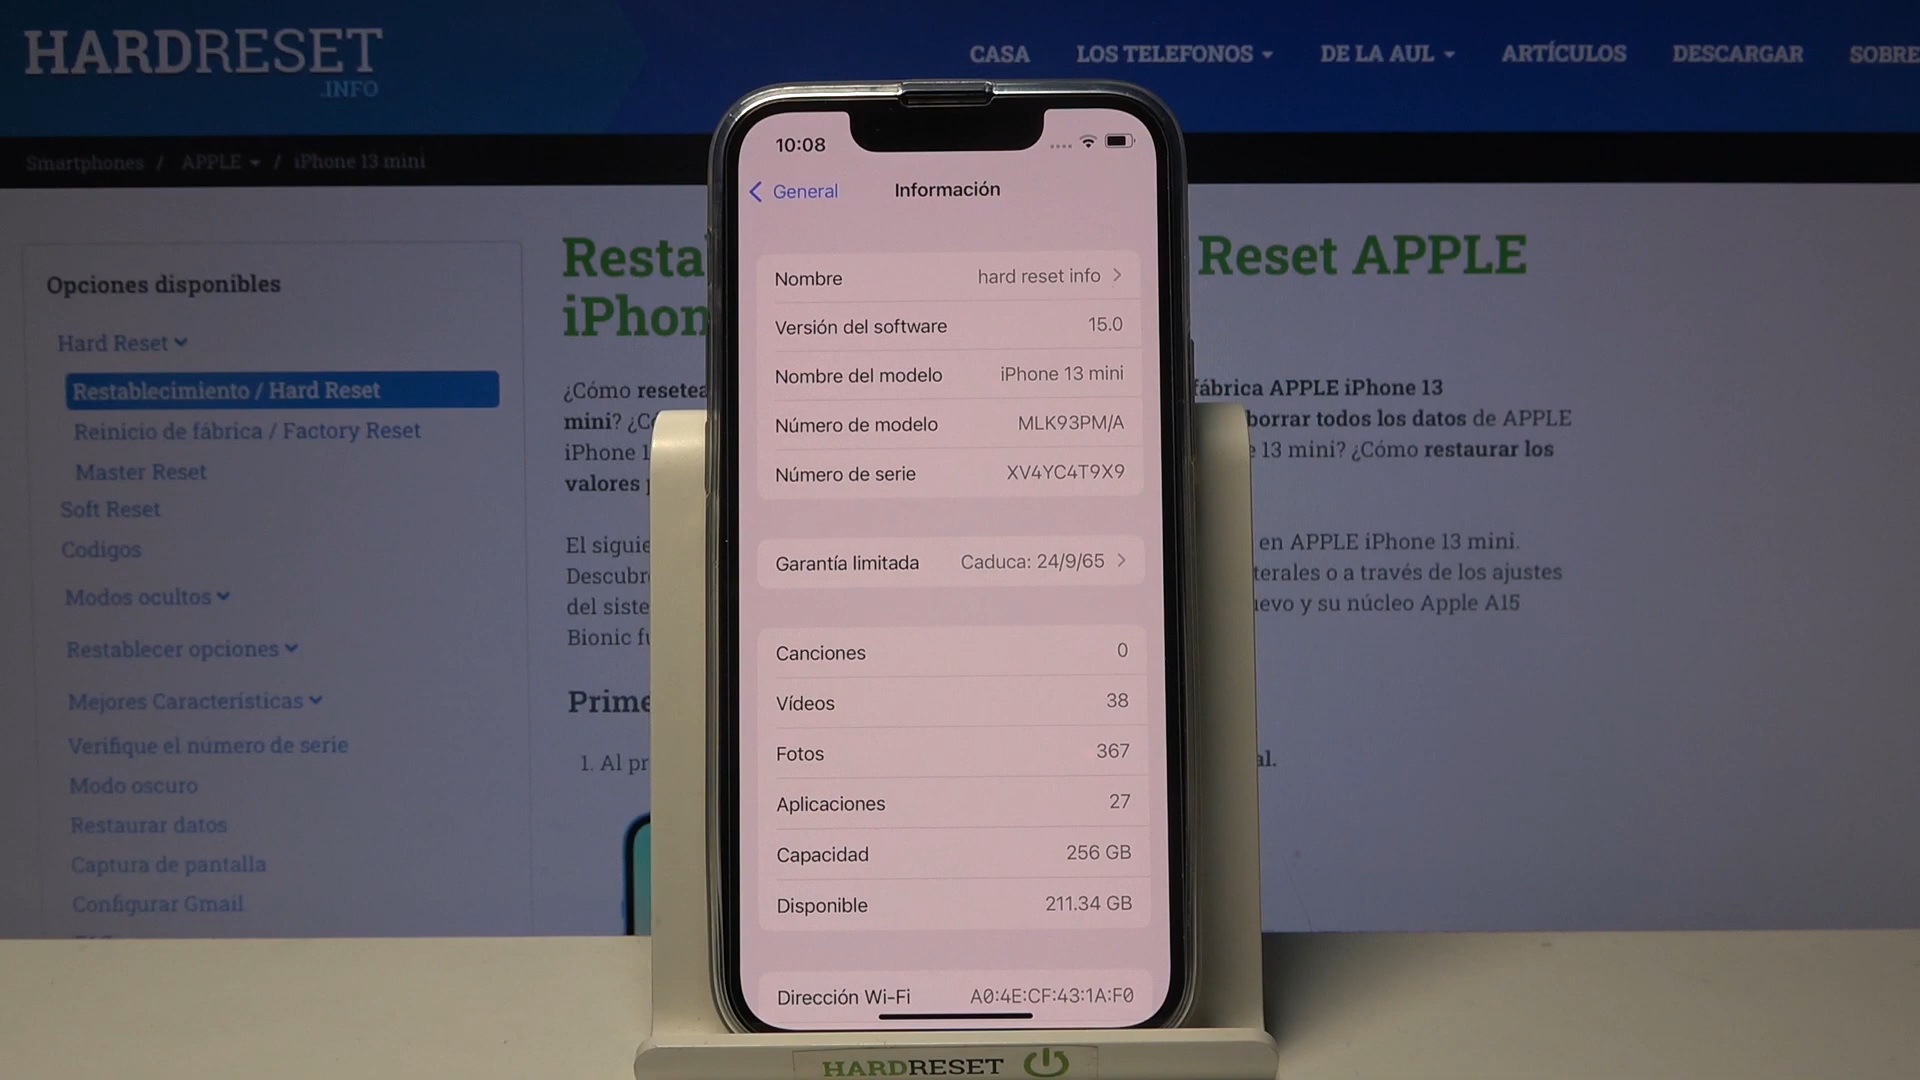 HARDRESET
.INFO
CASA
LOS TELEFONOS
DE LA AUL
ARTÍCULOS
DESCARGAR
SOBRE
Smartphones / APPLE / iPhone 13 mini
Opciones disponibles
Hard Reset
Restablecimiento / Hard Reset
Reinicio de fábrica / Factory Reset
Master Reset
Soft Reset
Codigos
Modos ocultos
Restablecer opciones
Mejores Características
Verifique el número de serie
Modo oscuro
Restaurar datos
Captura de pantalla
Configurar Gmail
Resta
Reset APPLE
iPhon
¿Cómo resetea
fábrica APPLE iPhone 13
mini? ¿C
borrar todos los datos de APPLE
iPhone 1
13 mini? ¿Cómo restaurar los
valores
El siguie
en APPLE iPhone 13 mini.
Descubr
terales o a través de los ajustes
del siste
evo y su núcleo Apple A15
Bionic fu
Prime
1. Al pr
al.
10:08
General
Información
Nombre hard reset info
Versión del software 15.0
Nombre del modelo iPhone 13 mini
Número de modelo MLK93PM/A
Número de serie XV4YC4T9X9
Garantía limitada Caduca: 24/9/65
Canciones 0
Vídeos 38
Fotos 367
Aplicaciones 27
Capacidad 256 GB
Disponible 211.34 GB
Dirección Wi-Fi A0:4E:CF:43:1A:F0
HARDRESET